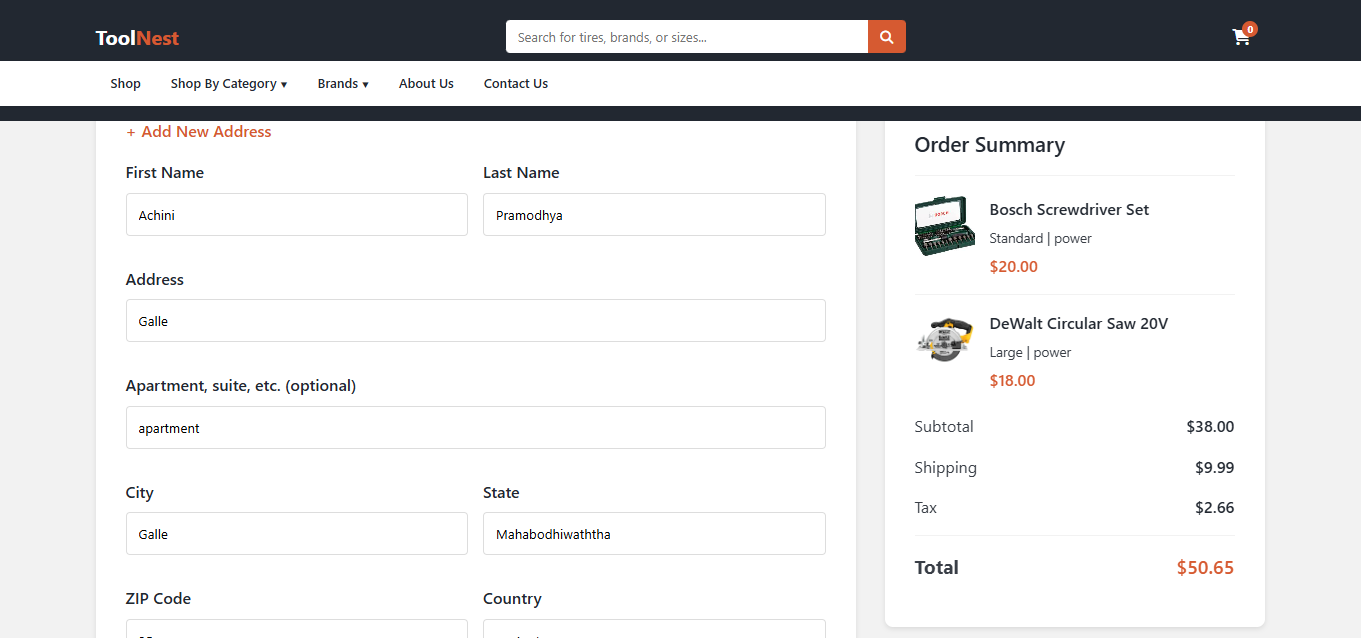 ToolNest
Search for tires, brands, or sizes...
0
Shop Shop By Category ▾ Brands ▾ About Us Contact Us
+ Add New Address
First Name Last Name
Achini Pramodhya
Address
Galle
Apartment, suite, etc. (optional)
apartment
City State
Galle Mahabodhiwaththa
ZIP Code Country
Order Summary
BOSCH
Bosch Screwdriver Set
Standard | power
$20.00
DeWalt Circular Saw 20V
Large | power
$18.00
Subtotal $38.00
Shipping $9.99
Tax $2.66
Total $50.65